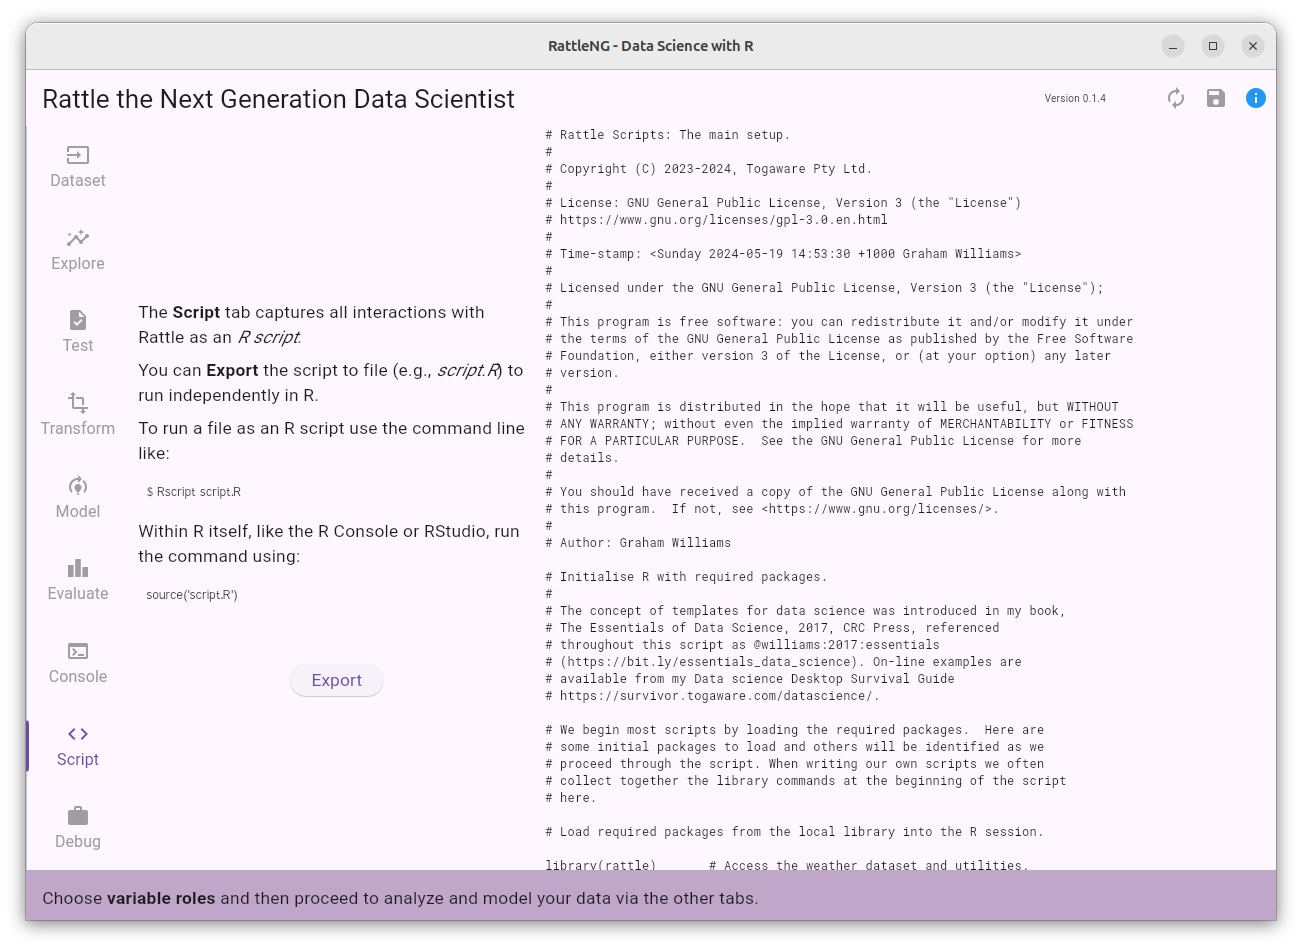 RattleNG - Data Science with R
Rattle the Next Generation Data Scientist
Version 0.1.4
Dataset
Explore
Test
Transform
Model
Evaluate
Console
Script
Debug
The Script tab captures all interactions with
Rattle as an R script.
You can Export the script to file (e.g., script.R) to
run independently in R.
To run a file as an R script use the command line
like:
$ Rscript script.R
Within R itself, like the R Console or RStudio, run
the command using:
source('script.R')
Export
# Rattle Scripts: The main setup.
#
# Copyright (C) 2023-2024, Togaware Pty Ltd.
#
# License: GNU General Public License, Version 3 (the "License")
# https://www.gnu.org/licenses/gpl-3.0.en.html
#
# Time-stamp: <Sunday 2024-05-19 14:53:30 +1000 Graham Williams>
#
# Licensed under the GNU General Public License, Version 3 (the "License");
#
# This program is free software: you can redistribute it and/or modify it under
# the terms of the GNU General Public License as published by the Free Software
# Foundation, either version 3 of the License, or (at your option) any later
# version.
#
# This program is distributed in the hope that it will be useful, but WITHOUT
# ANY WARRANTY; without even the implied warranty of MERCHANTABILITY or FITNESS
# FOR A PARTICULAR PURPOSE.  See the GNU General Public License for more
# details.
#
# You should have received a copy of the GNU General Public License along with
# this program.  If not, see <https://www.gnu.org/licenses/>.
#
# Author: Graham Williams

# Initialise R with required packages.
#
# The concept of templates for data science was introduced in my book,
# The Essentials of Data Science, 2017, CRC Press, referenced
# throughout this script as @williams:2017:essentials
# (https://bit.ly/essentials_data_science). On-line examples are
# available from my Data science Desktop Survival Guide
# https://survivor.togaware.com/datascience/.

# We begin most scripts by loading the required packages.  Here are
# some initial packages to load and others will be identified as we
# proceed through the script. When writing our own scripts we often
# collect together the library commands at the beginning of the script
# here.

# Load required packages from the local library into the R session.

library(rattle)       # Access the weather dataset and utilities.
Choose variable roles and then proceed to analyze and model your data via the other tabs.